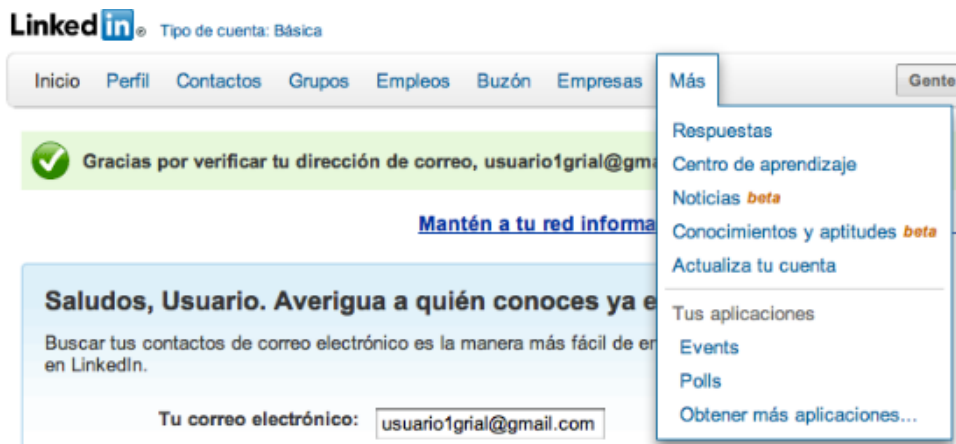 Linked in® Tipo de cuenta: Básica
Inicio Perfil Contactos Grupos Empleos Buzón Empresas Más Gente
Gracias por verificar tu dirección de correo, usuario1grial@gma
Mantén a tu red informa
Respuestas
Centro de aprendizaje
Noticias beta
Conocimientos y aptitudes beta
Actualiza tu cuenta
Tus aplicaciones
Events
Polls
Obtener más aplicaciones...
Saludos, Usuario. Averigua a quién conoces ya e
Buscar tus contactos de correo electrónico es la manera más fácil de en
en LinkedIn.
Tu correo electrónico: usuario1grial@gmail.com